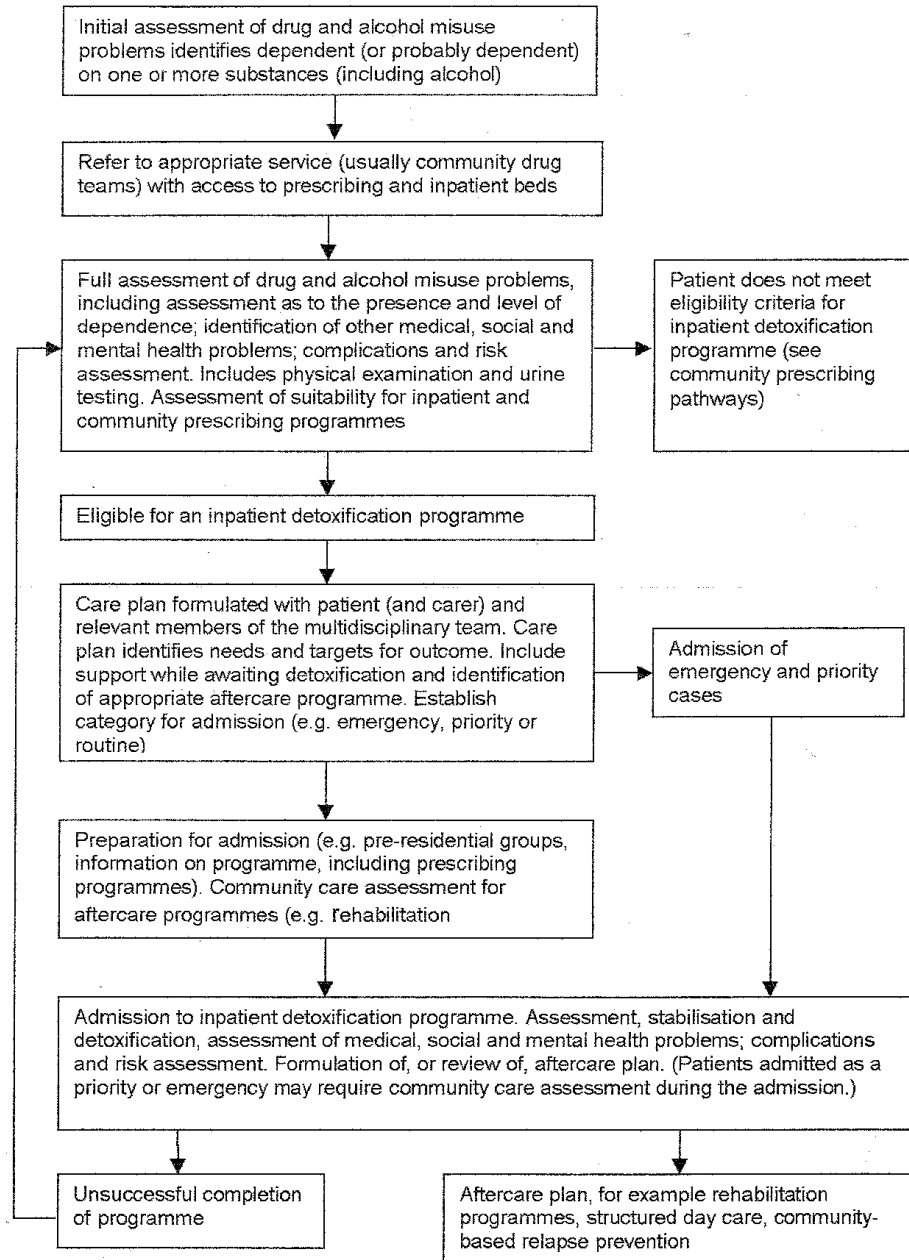 Initial assessment of drug and alcohol misuse
problems identifies dependent (or probably dependent)
on one or more substances (including alcohol)
Refer to appropriate service (usually community drug
teams) with access to prescribing and inpatient beds
Full assessment of drug and alcohol misuse problems,
including assessment as to the presence and level of
dependence; identification of other medical, social and
mental health problems; complications and risk
assessment. Includes physical examination and urine
testing. Assessment of suitability for inpatient and
community prescribing programmes
Patient does not meet
eligibility criteria for
inpatient detoxification
programme (see
community prescribing
pathways)
Eligible for an inpatient detoxification programme
Care plan formulated with patient (and carer) and
relevant members of the multidisciplinary team. Care
plan identifies needs and targets for outcome. Include
support while awaiting detoxification and identification
of appropriate aftercare programme. Establish
category for admission (e.g. emergency, priority or
routine)
Admission of
emergency and priority
cases
Preparation for admission (e.g. pre-residential groups,
information on programme, including prescribing
programmes). Community care assessment for
aftercare programmes (e.g. rehabilitation
Admission to inpatient detoxification programme. Assessment, stabilisation and
detoxification, assessment of medical, social and mental health problems; complications
and risk assessment. Formulation of, or review of, aftercare plan. (Patients admitted as a
priority or emergency may require community care assessment during the admission.)
Unsuccessful completion
of programme
Aftercare plan, for example rehabilitation
programmes, structured day care, community-
based relapse prevention